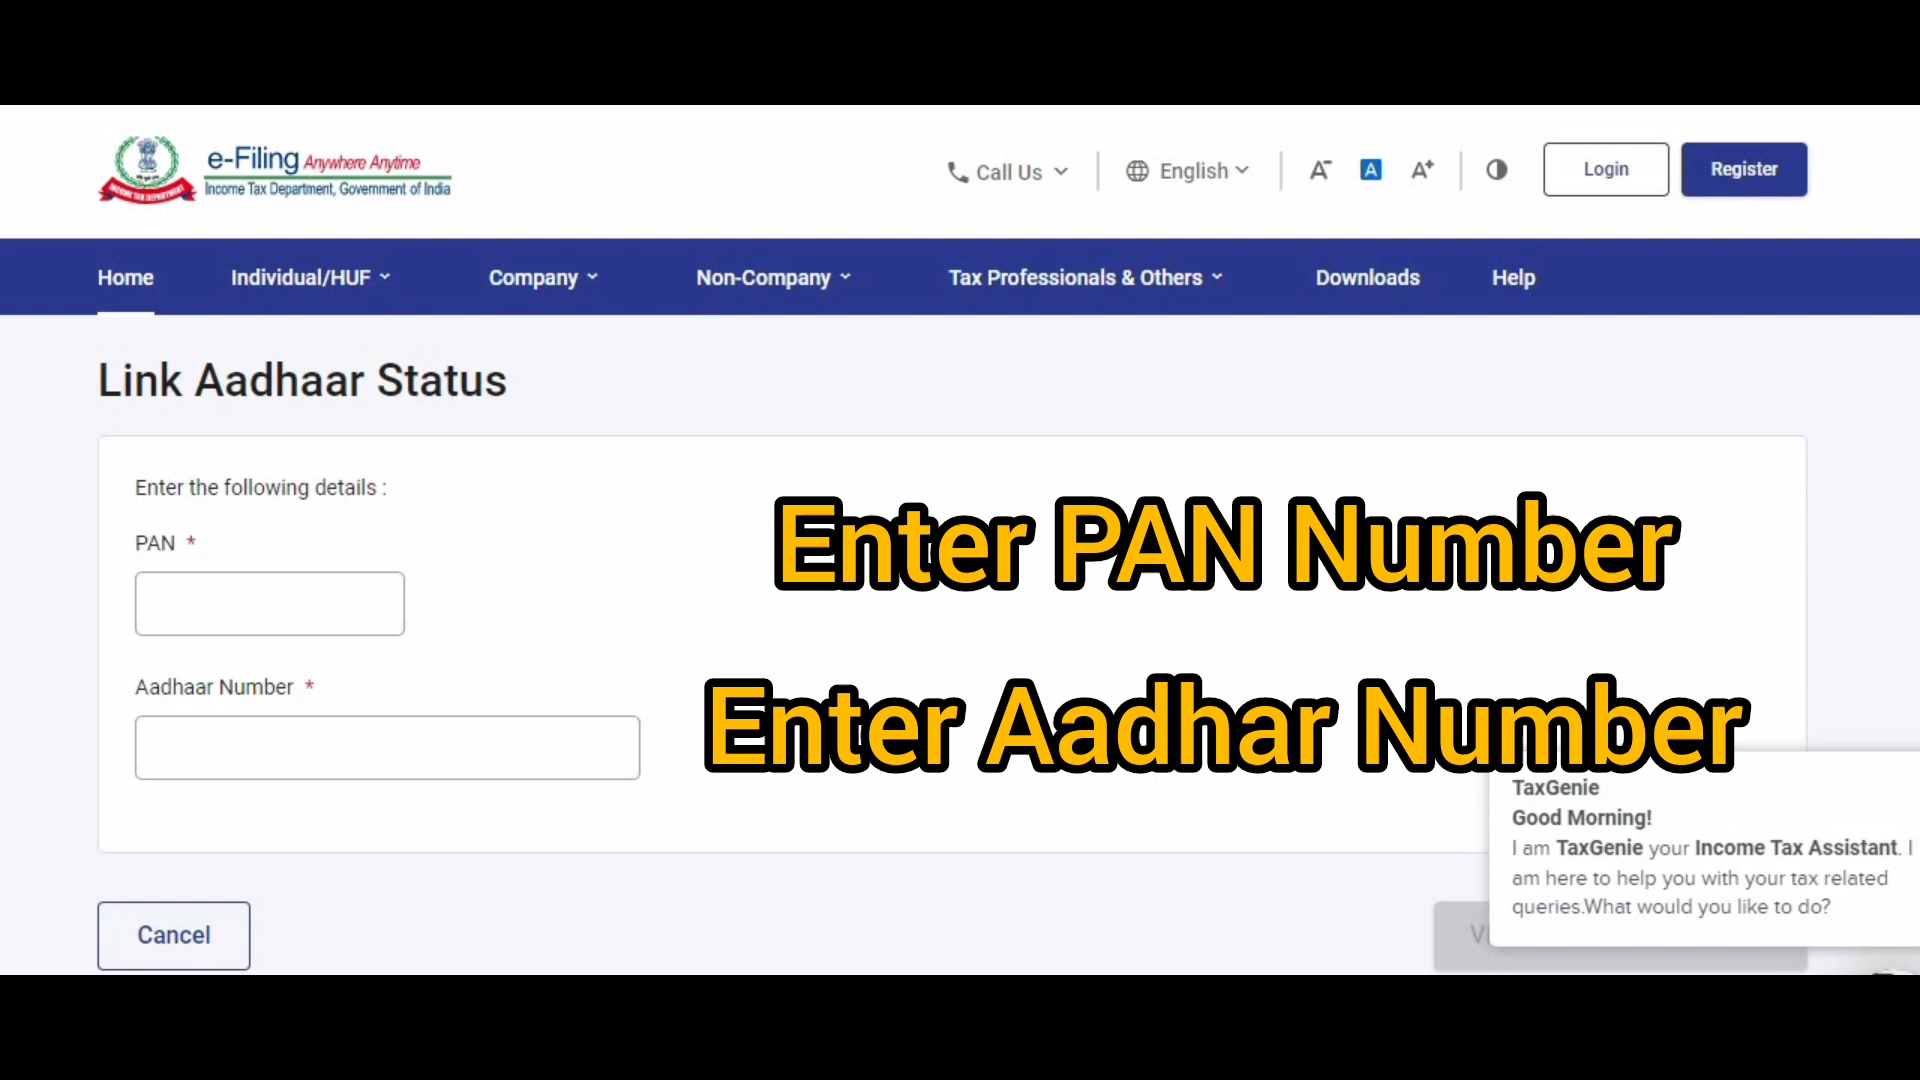 e-Filing Anywhere Anytime
Income Tax Department, Government of India
INCOME TAX DEPARTMENT
Call Us
English
A-
A
A+
Login
Register
Home
Individual/HUF
Company
Non-Company
Tax Professionals & Others
Downloads
Help
Link Aadhaar Status
Enter the following details :
PAN *
Enter PAN Number
Aadhaar Number *
Enter Aadhar Number
TaxGenie
Good Morning!
I am TaxGenie your Income Tax Assistant. I
am here to help you with your tax related
queries.What would you like to do?
Cancel